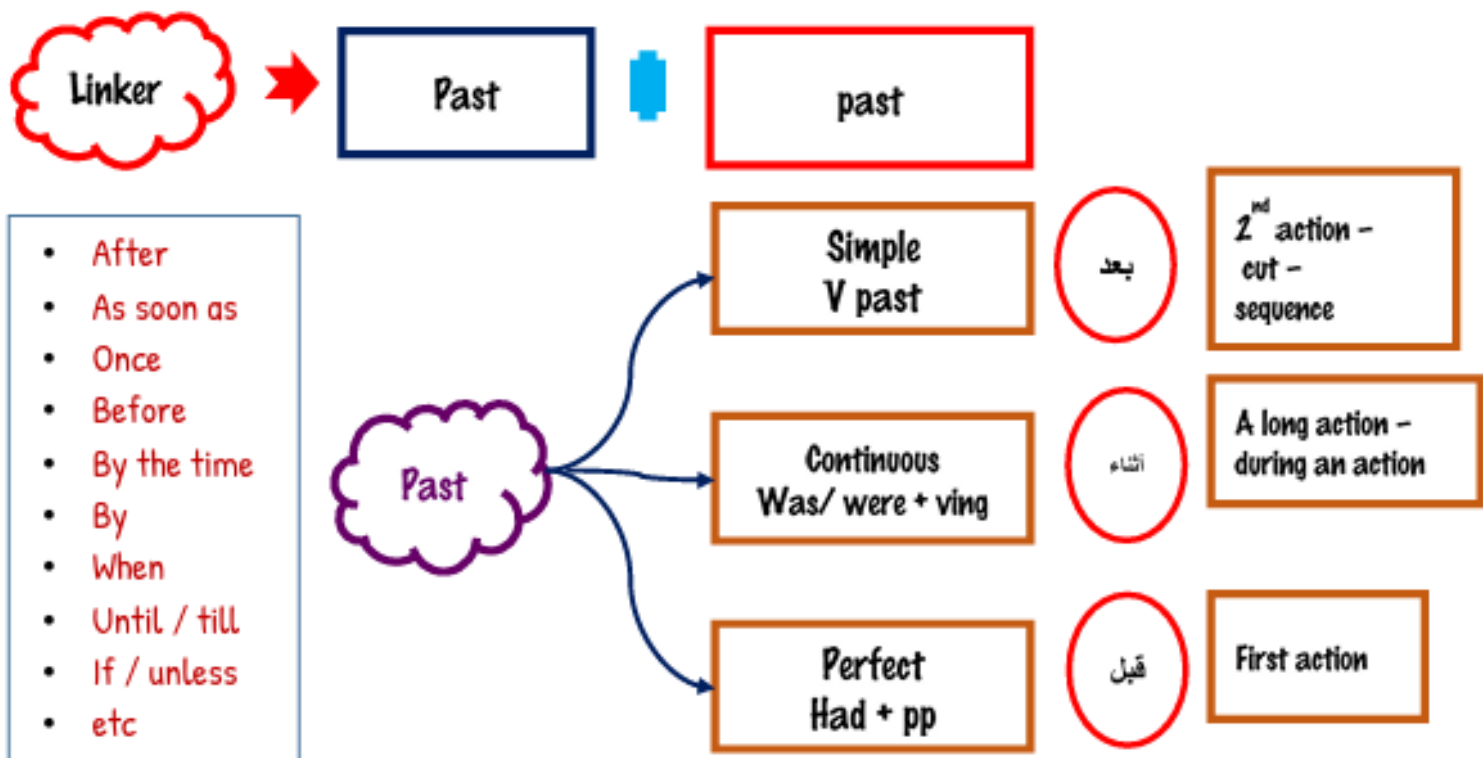 Linker
Past
past
• After
• As soon as
• Once
• Before
• By the time
• By
• When
• Until / till
• If / unless
• etc
Past
Simple
V past
بعد
2nd action –
cut –
sequence
Continuous
Was/ were + ving
أثناء
A long action –
during an action
Perfect
Had + pp
قبل
First action